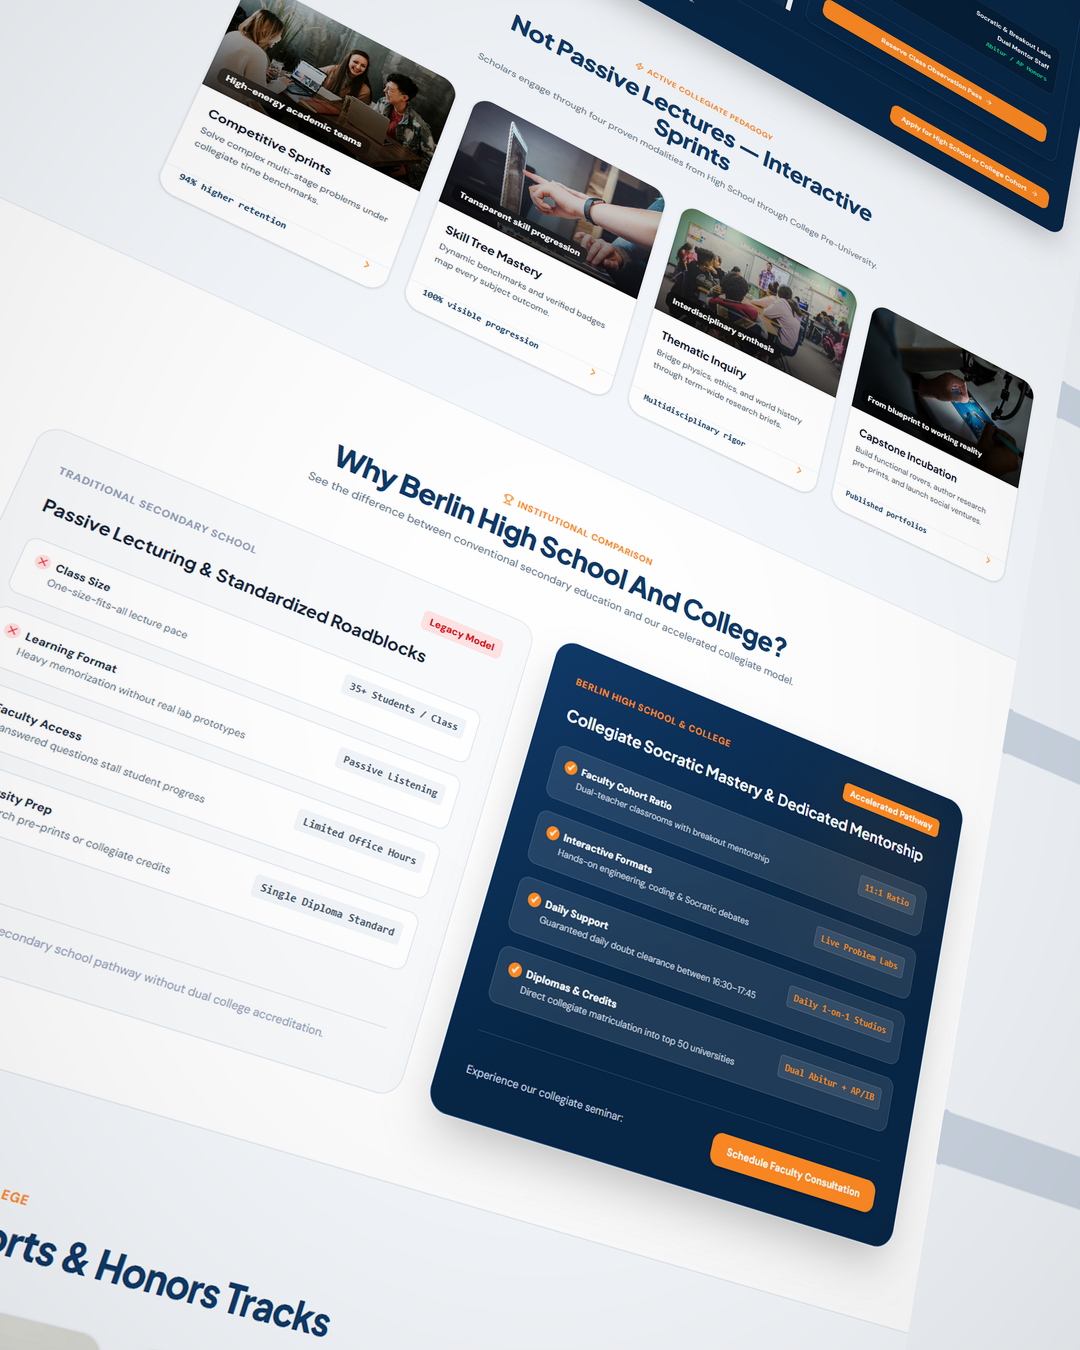 Socratic & Breakout Labs
Dual Mentor Staff
Abitur / AP Honors
Reserve Class Observation Pass →
Apply for High School or College Cohort →
ACTIVE COLLEGIATE PEDAGOGY
Not Passive Lectures — Interactive
Sprints
Scholars engage through four proven modalities from High School through College Pre-University.
High-energy academic teams
Competitive Sprints
Solve complex multi-stage problems under
collegiate time benchmarks.
94% higher retention
Transparent skill progression
Skill Tree Mastery
Dynamic benchmarks and verified badges
map every subject outcome.
100% visible progression
Interdisciplinary synthesis
Thematic Inquiry
Bridge physics, ethics, and world history
through term-wide research briefs.
Multidisciplinary rigor
From blueprint to working reality
Capstone Incubation
Build functional rovers, author research
pre-prints, and launch social ventures.
Published portfolios
INSTITUTIONAL COMPARISON
Why Berlin High School And College?
See the difference between conventional secondary education and our accelerated collegiate model.
TRADITIONAL SECONDARY SCHOOL
Passive Lecturing & Standardized Roadblocks
Legacy Model
Class Size
One-size-fits-all lecture pace
35+ Students / Class
Learning Format
Heavy memorization without real lab prototypes
Passive Listening
Faculty Access
answered questions stall student progress
Limited Office Hours
sity Prep
rch pre-prints or collegiate credits
Single Diploma Standard
econdary school pathway without dual college accreditation.
BERLIN HIGH SCHOOL & COLLEGE
Collegiate Socratic Mastery & Dedicated Mentorship
Accelerated Pathway
Faculty Cohort Ratio
Dual-teacher classrooms with breakout mentorship
11:1 Ratio
Interactive Formats
Hands-on engineering, coding & Socratic debates
Live Problem Labs
Daily Support
Guaranteed daily doubt clearance between 16:30–17:45
Daily 1-on-1 Studios
Diplomas & Credits
Direct collegiate matriculation into top 50 universities
Dual Abitur + AP/IB
Experience our collegiate seminar:
Schedule Faculty Consultation
EGE
orts & Honors Tracks